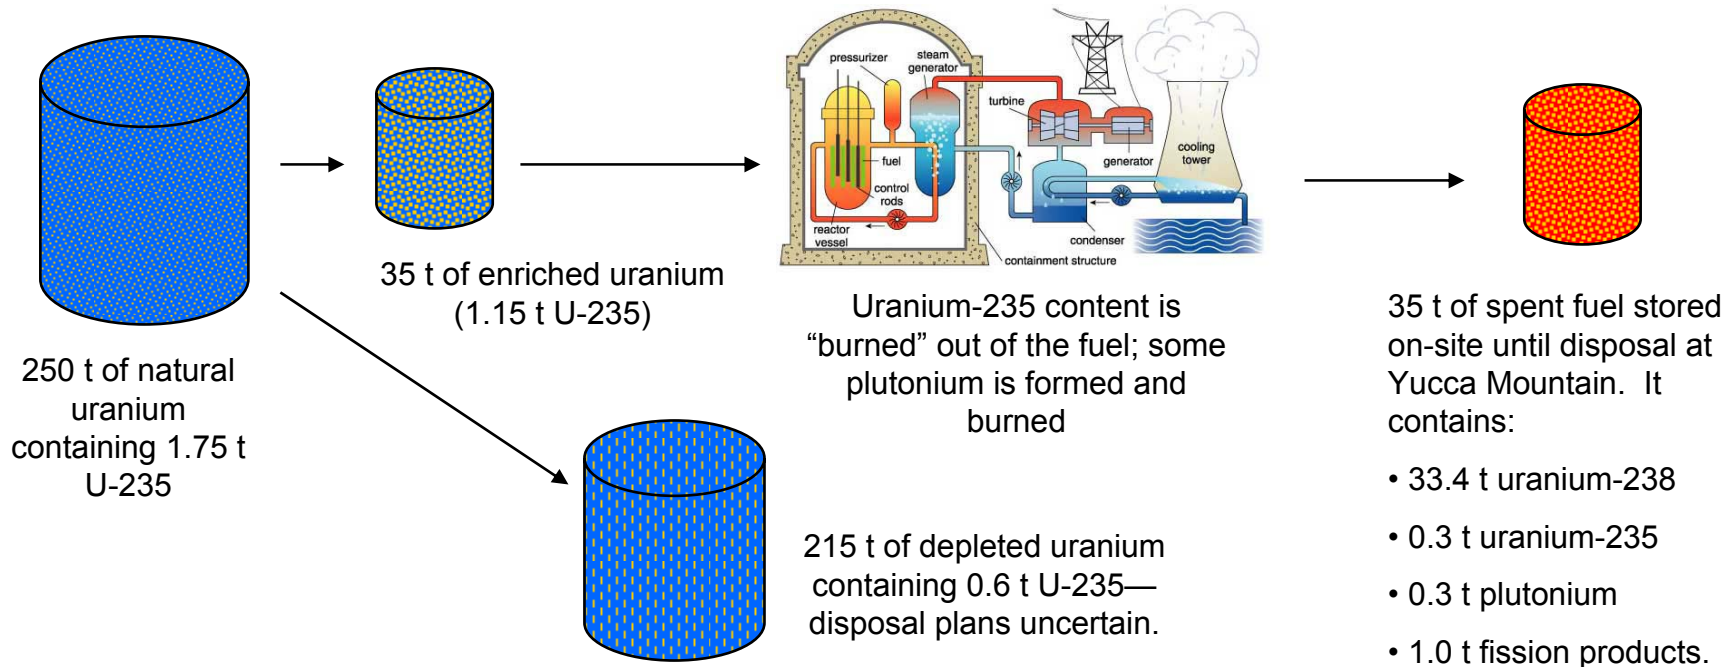 250 t of natural
uranium
containing 1.75 t
U-235
35 t of enriched uranium
(1.15 t U-235)
pressurizer
steam
generator
turbine
fuel
control
rods
reactor
vessel
generator
cooling
tower
condenser
containment structure
Uranium-235 content is
“burned” out of the fuel; some
plutonium is formed and
burned
215 t of depleted uranium
containing 0.6 t U-235—
disposal plans uncertain.
35 t of spent fuel stored
on-site until disposal at
Yucca Mountain.  It
contains:
• 33.4 t uranium-238
• 0.3 t uranium-235
• 0.3 t plutonium
• 1.0 t fission products.